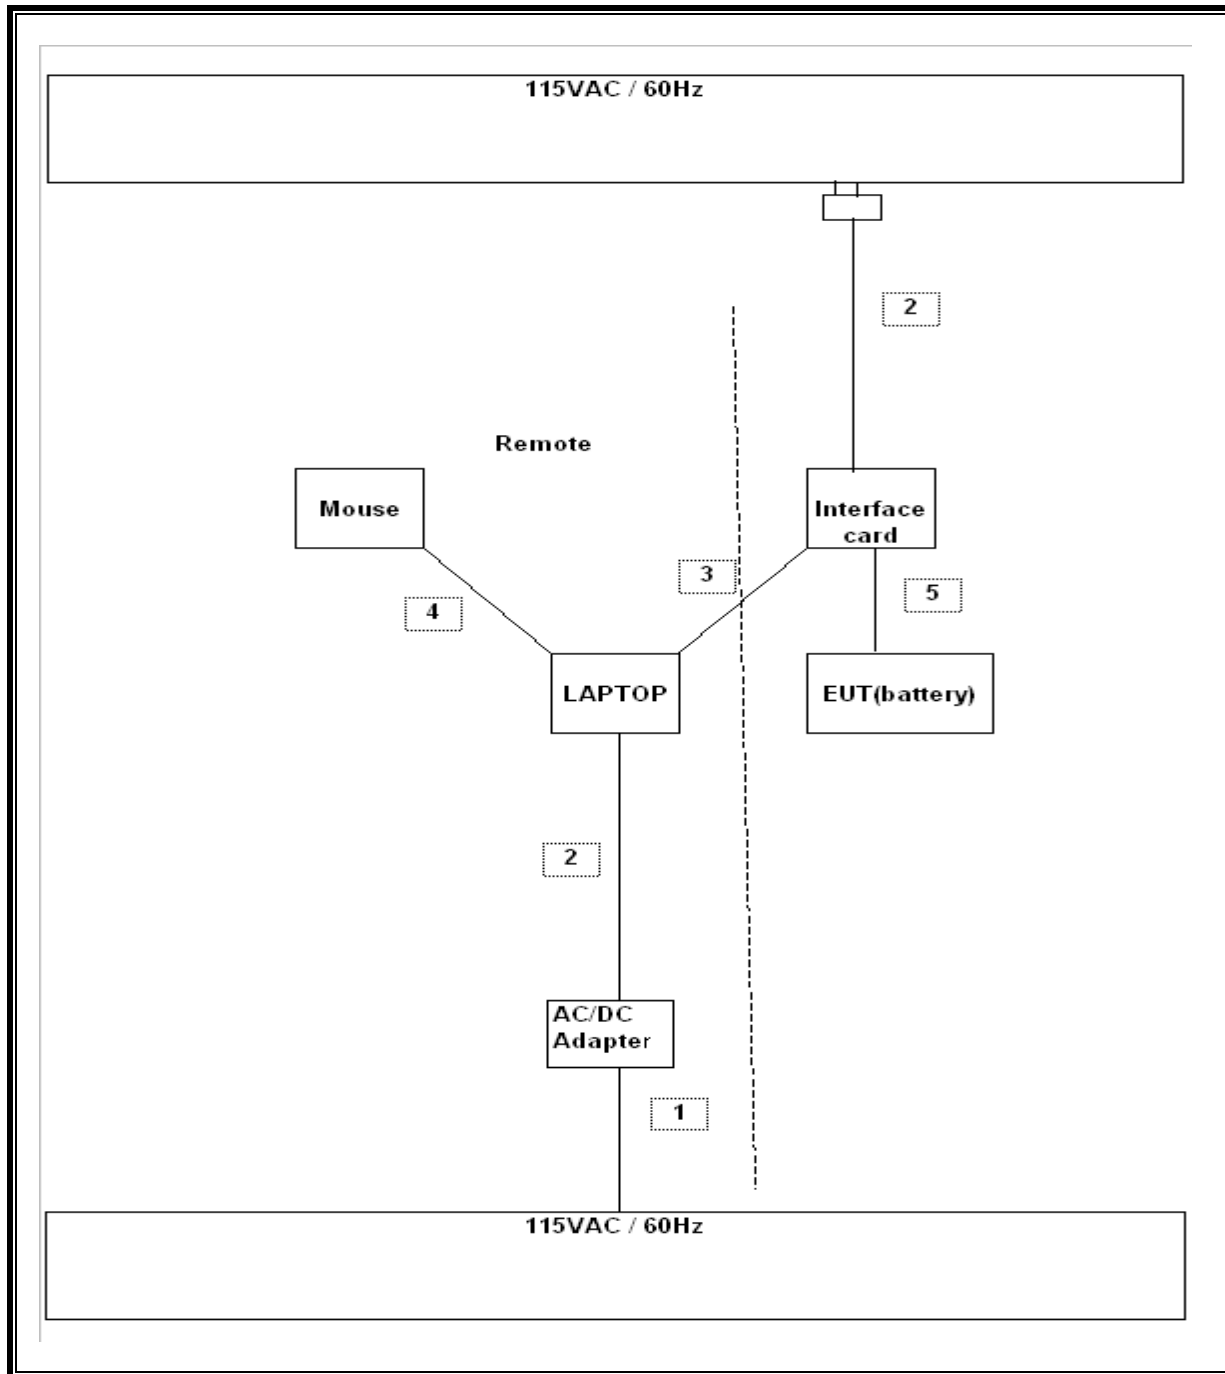 115VAC / 60Hz
2
Remote
Mouse
Interface
card
3
5
4
LAPTOP
EUT(battery)
2
AC/DC
Adapter
1
115VAC / 60Hz